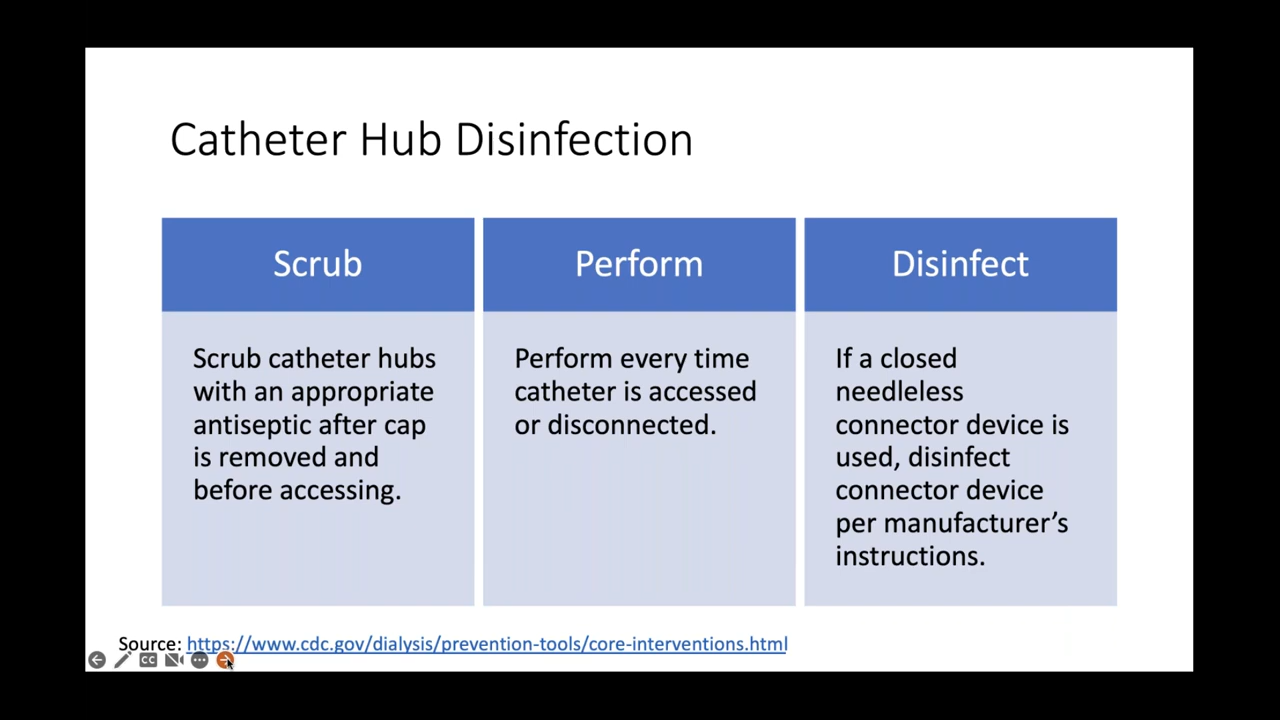 Catheter Hub Disinfection
Scrub
Scrub catheter hubs
with an appropriate
antiseptic after cap
is removed and
before accessing.
Perform
Perform every time
catheter is accessed
or disconnected.
Disinfect
If a closed
needleless
connector device is
used, disinfect
connector device
per manufacturer’s
instructions.
Source: https://www.cdc.gov/dialysis/prevention-tools/core-interventions.html
CC